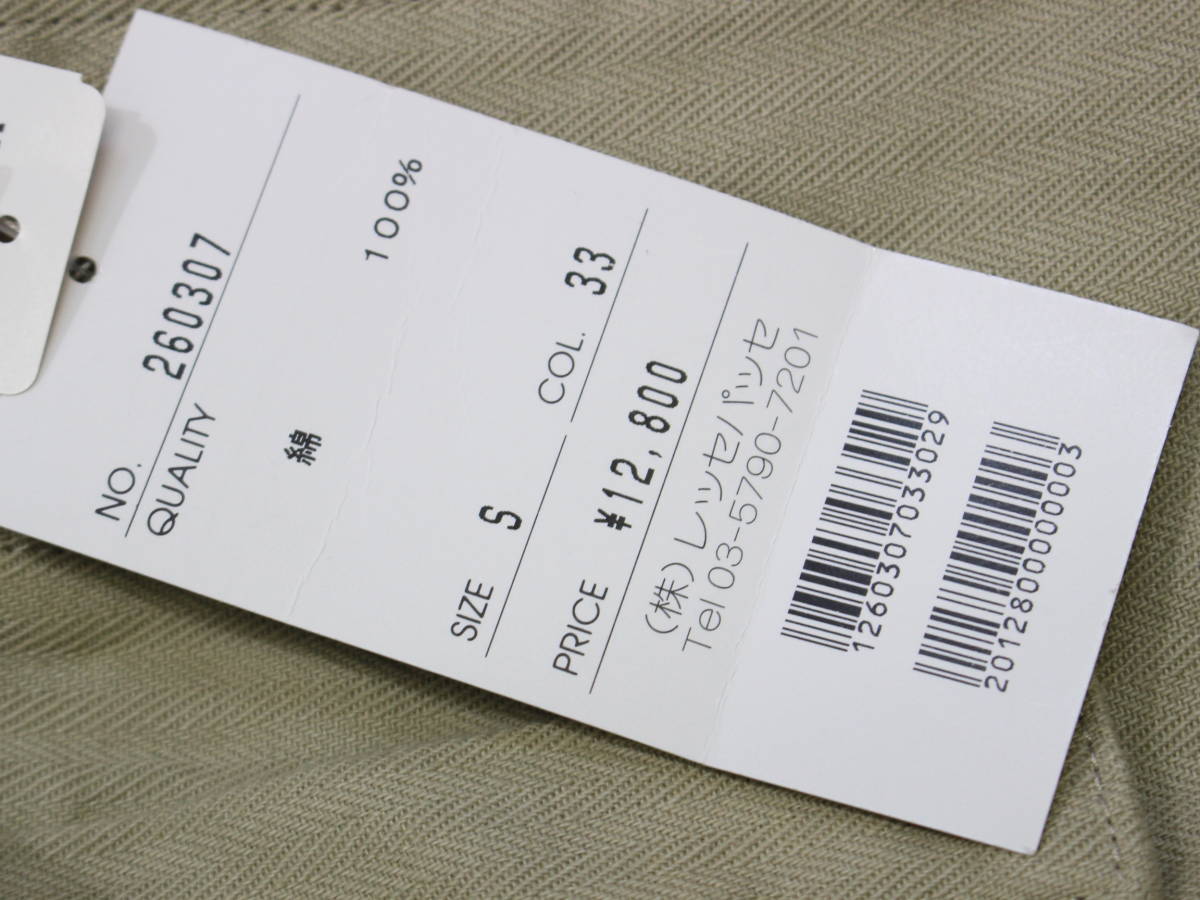 NO. 260307
QUALITY
綿 100%
SIZE S COL. 33
PRICE ¥12,800
(株)レッセパッセ
Tel 03-5790-7201
1260307033029
2012800000003